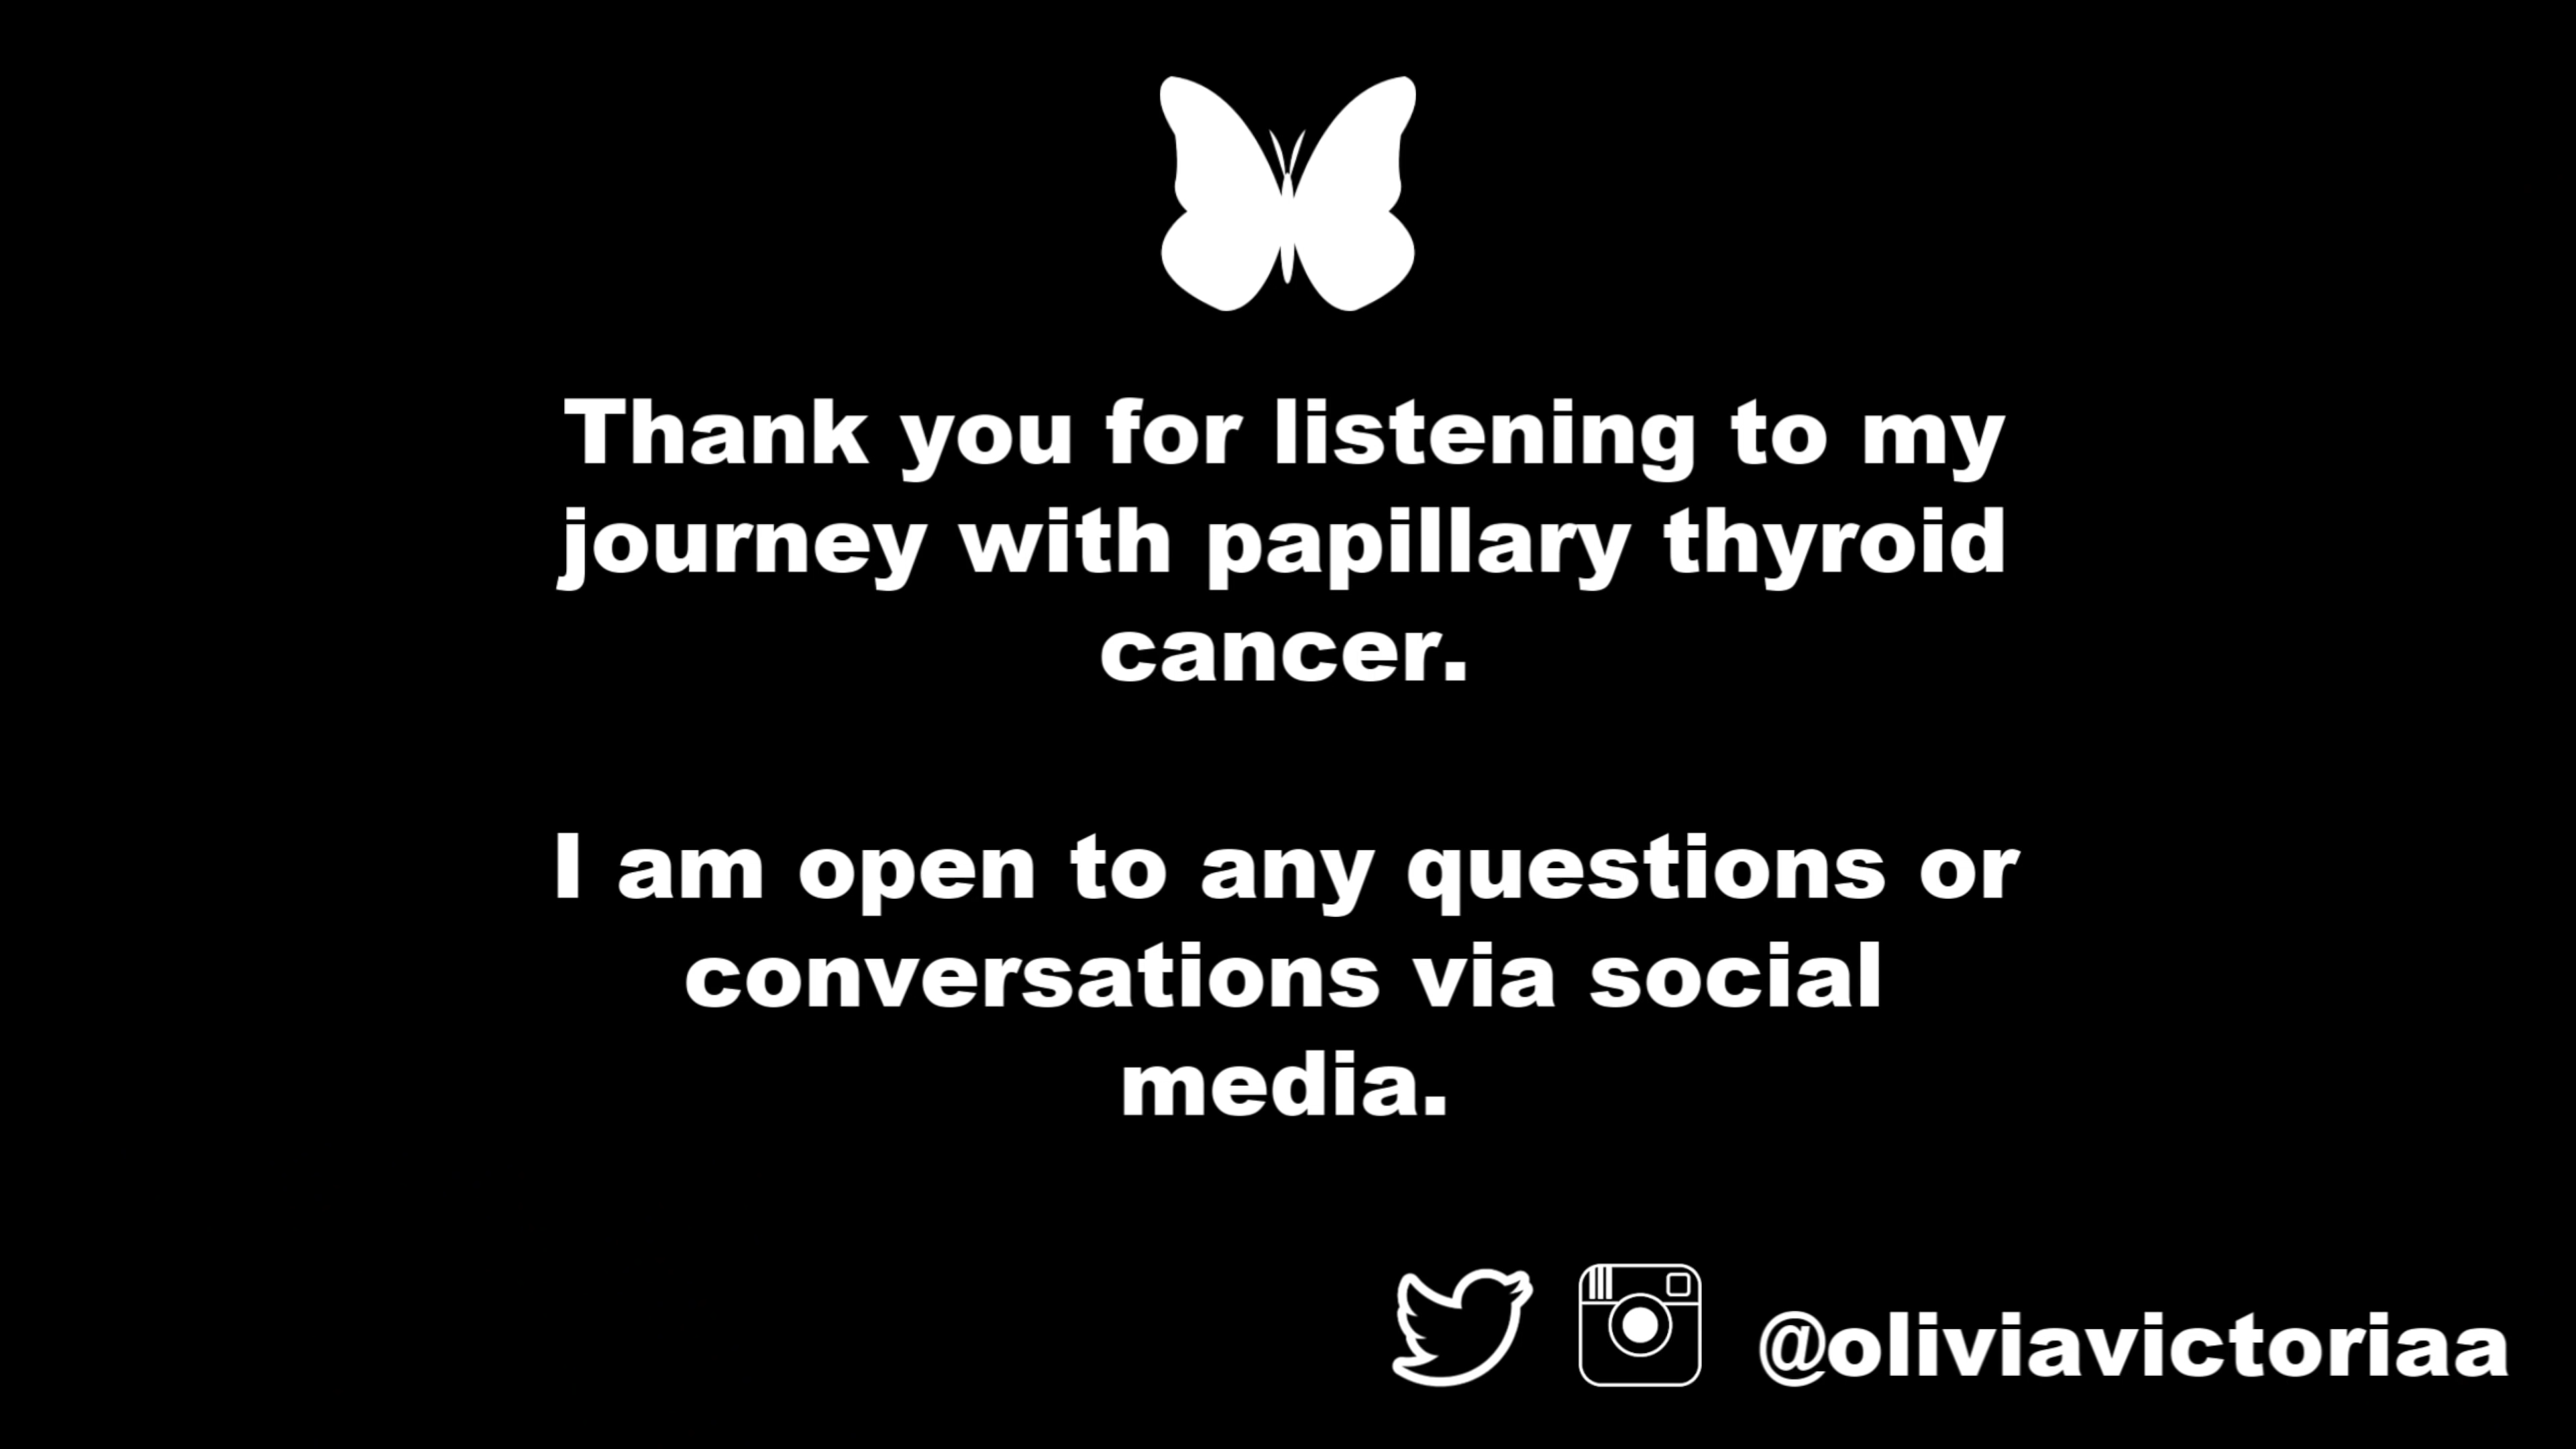 Thank you for listening to my
journey with papillary thyroid
cancer.
I am open to any questions or
conversations via social
media.
@oliviavictoriaa